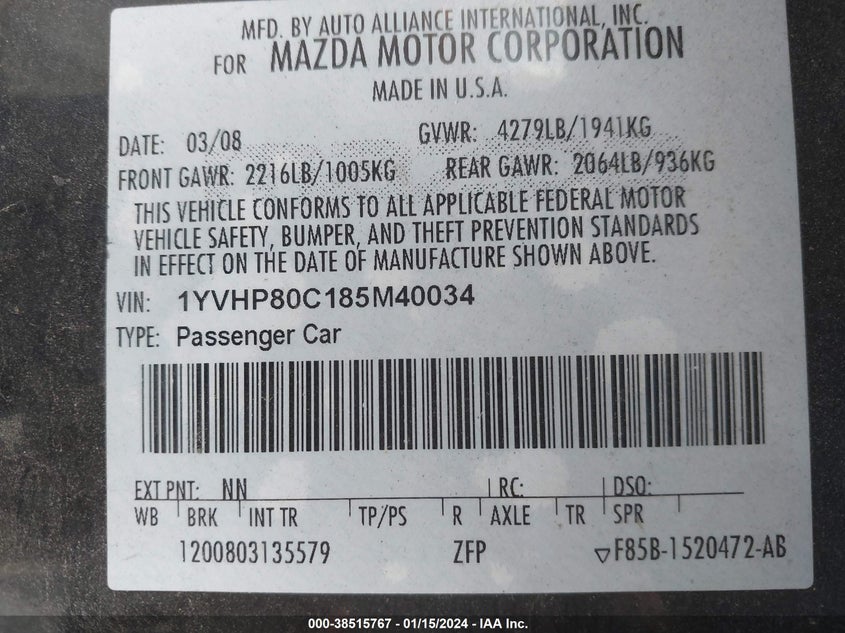 MFD. BY AUTO ALLIANCE INTERNATIONAL, INC.
FOR MAZDA MOTOR CORPORATION
MADE IN U.S.A.
DATE: 03/08 GVWR: 4279LB/1941KG
FRONT GAWR: 2216LB/1005KG REAR GAWR: 2064LB/936KG
THIS VEHICLE CONFORMS TO ALL APPLICABLE FEDERAL MOTOR
VEHICLE SAFETY, BUMPER, AND THEFT PREVENTION STANDARDS
IN EFFECT ON THE DATE OF MANUFACTURE SHOWN ABOVE.
VIN: 1YVHP80C185M40034
TYPE: Passenger Car
EXT PNT: NN RC: DSO:
WB BRK INT TR TP/PS R AXLE TR SPR
1200803135579 ZFP ▽F85B-1520472-AB
000-38515767 - 01/15/2024 - IAA Inc.